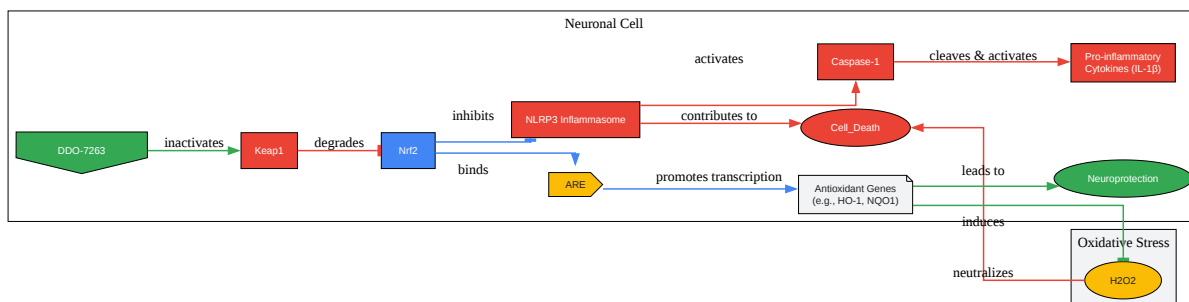 Neuronal Cell
activates
Caspase-1
cleaves & activates
Pro-inflammatory
Cytokines (IL-1β)
inhibits
NLRP3 Inflammasome
contributes to
Cell_Death
DDO-7263
inactivates
Keap1
degrades
Nrf2
binds
ARE
promotes transcription
Antioxidant Genes
(e.g., HO-1, NQO1)
leads to
Neuroprotection
induces
Oxidative Stress
neutralizes
H2O2